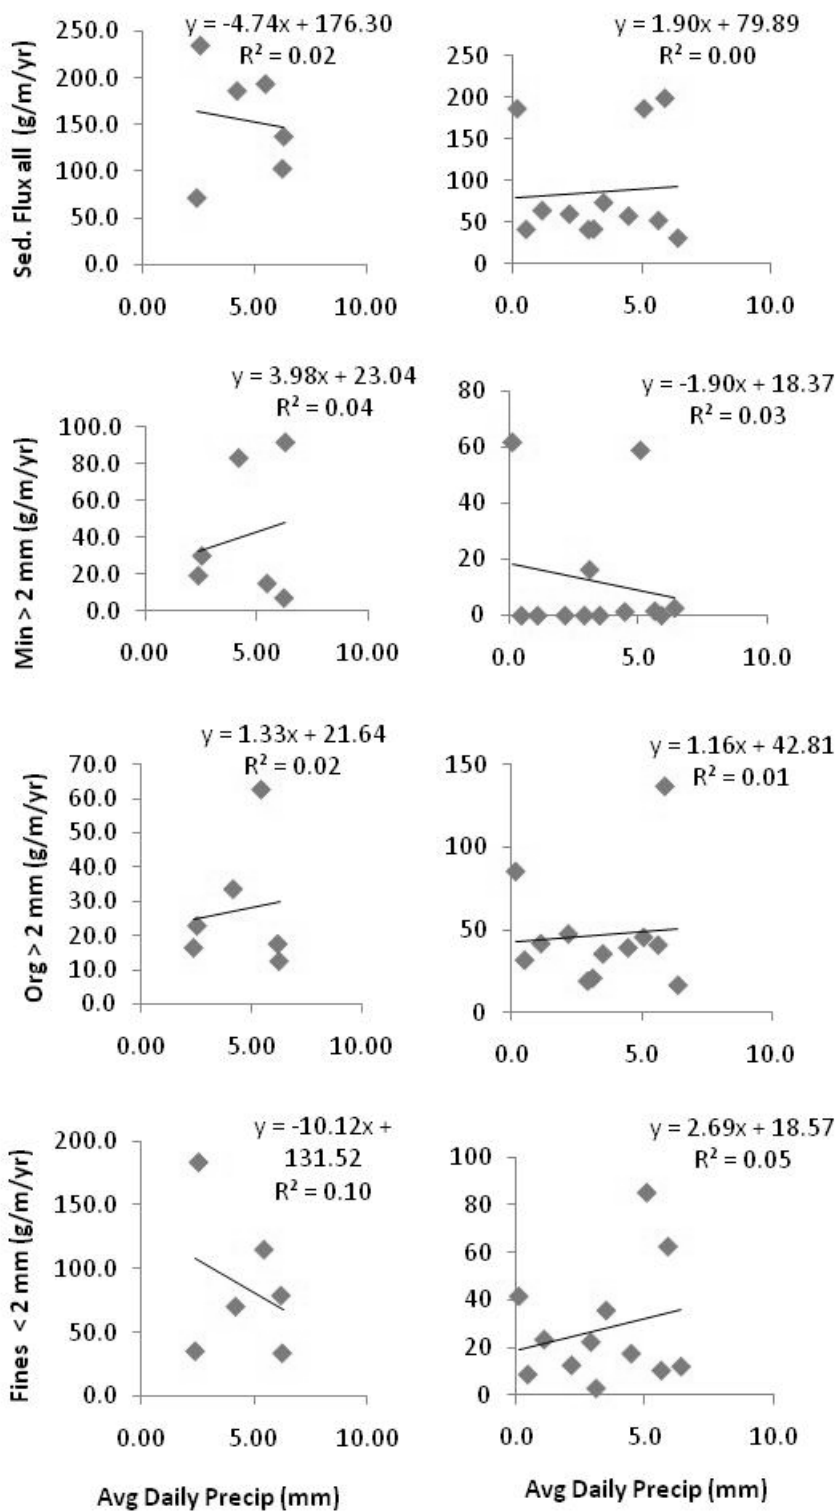 y = -4.74x + 176.30
R² = 0.02
Sed. Flux all (g/m/yr)
250.0
200.0
150.0
100.0
50.0
0.0
0.00 5.00 10.00
y = 1.90x + 79.89
R² = 0.00
250
200
150
100
50
0
0.0 5.0 10.0
y = 3.98x + 23.04
R² = 0.04
Min > 2 mm (g/m/yr)
100.0
80.0
60.0
40.0
20.0
0.0
0.00 5.00 10.00
y = -1.90x + 18.37
R² = 0.03
80
60
40
20
0
0.0 5.0 10.0
y = 1.33x + 21.64
R² = 0.02
Org > 2 mm (g/m/yr)
70.0
60.0
50.0
40.0
30.0
20.0
10.0
0.0
0.00 5.00 10.00
y = 1.16x + 42.81
R² = 0.01
150
100
50
0
0.0 5.0 10.0
y = -10.12x +
131.52
R² = 0.10
Fines < 2 mm (g/m/yr)
200.0
150.0
100.0
50.0
0.0
0.00 5.00 10.00
Avg Daily Precip (mm)
y = 2.69x + 18.57
R² = 0.05
100
80
60
40
20
0
0.0 5.0 10.0
Avg Daily Precip (mm)